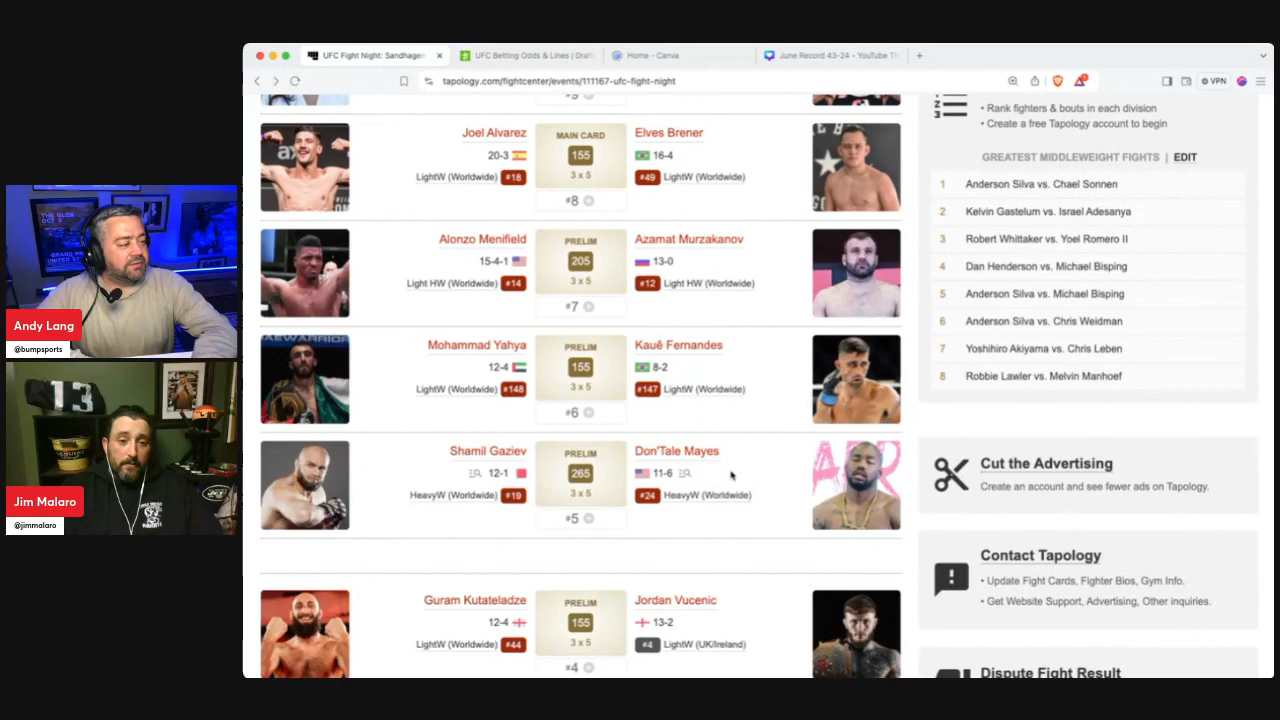 UFC Fight Night: Sandhagen
UFC Betting Odds & Lines | Draft
Home - Canva
June Record 43-24 - YouTube T
tapology.com/fightcenter/events/111167-ufc-fight-night
VPN
#9
Joel Alvarez
20-3
LightW (Worldwide) #18
MAIN CARD
155
3 x 5
#8
Elves Brener
16-4
#49 LightW (Worldwide)
Alonzo Menifield
15-4-1
Light HW (Worldwide) #14
PRELIM
205
3 x 5
#7
Azamat Murzakanov
13-0
#12 Light HW (Worldwide)
Mohammad Yahya
12-4
LightW (Worldwide) #148
PRELIM
155
3 x 5
#6
Kauê Fernandes
8-2
#147 LightW (Worldwide)
Shamil Gaziev
12-1
HeavyW (Worldwide) #19
PRELIM
265
3 x 5
#5
Don'Tale Mayes
11-6
#24 HeavyW (Worldwide)
Guram Kutateladze
12-4
LightW (Worldwide) #44
PRELIM
155
3 x 5
#4
Jordan Vucenic
13-2
#4 LightW (UK/Ireland)
• Rank fighters & bouts in each division
• Create a free Tapology account to begin
GREATEST MIDDLEWEIGHT FIGHTS | EDIT
1 Anderson Silva vs. Chael Sonnen
2 Kelvin Gastelum vs. Israel Adesanya
3 Robert Whittaker vs. Yoel Romero II
4 Dan Henderson vs. Michael Bisping
5 Anderson Silva vs. Michael Bisping
6 Anderson Silva vs. Chris Weidman
7 Yoshihiro Akiyama vs. Chris Leben
8 Robbie Lawler vs. Melvin Manhoef
Cut the Advertising
Create an account and see fewer ads on Tapology.
Contact Tapology
• Update Fight Cards, Fighter Bios, Gym Info.
• Get Website Support, Advertising, Other inquiries.
Dispute Fight Result
Andy Lang
@bumpsports
13
JETS
Jim Malaro
@jimmalaro